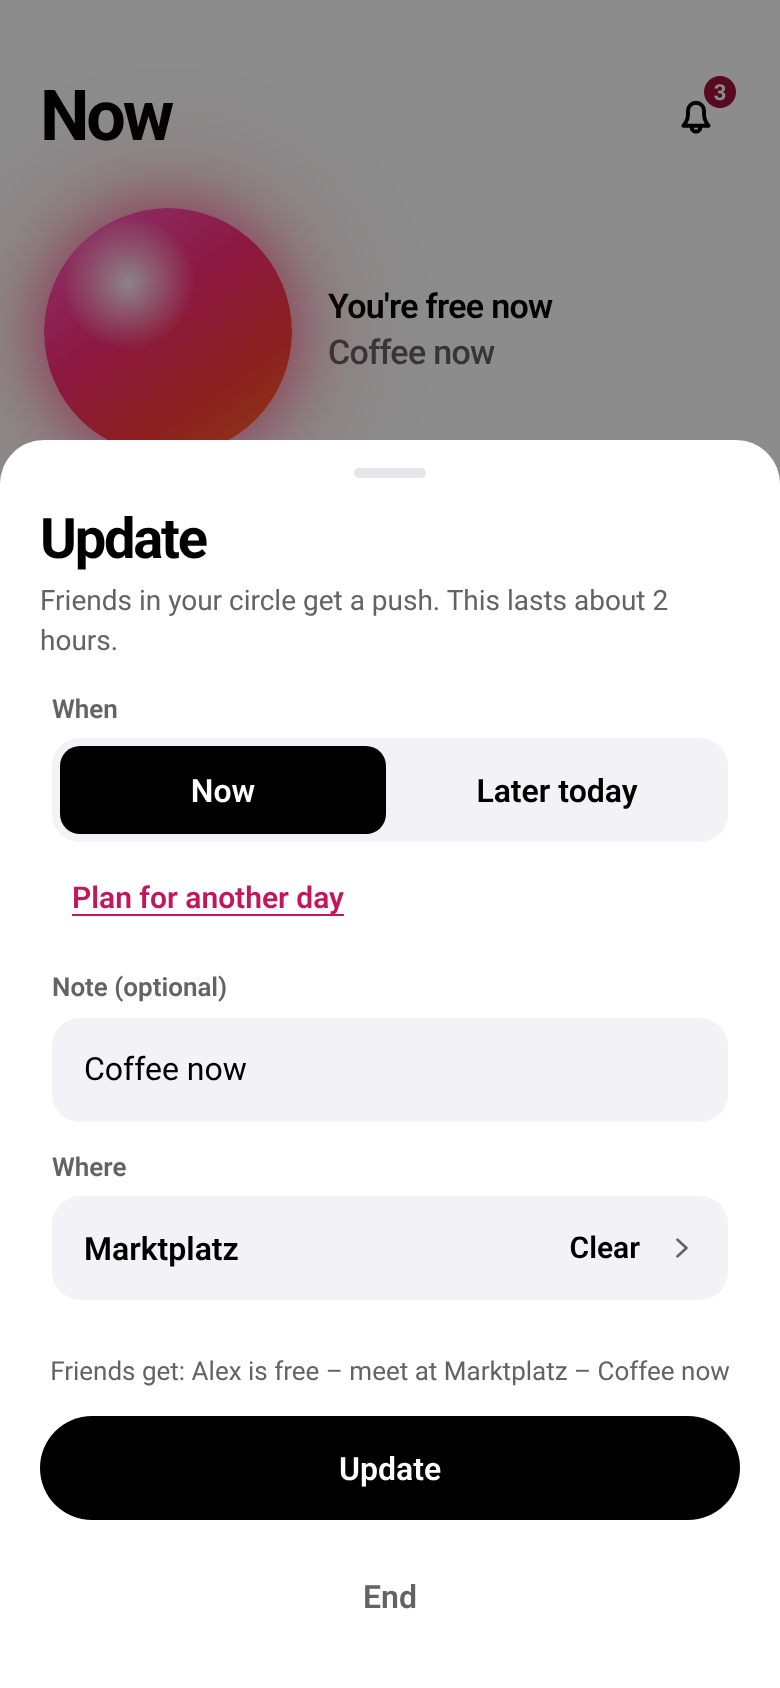 Now
3
You're free now
Coffee now
Update
Friends in your circle get a push. This lasts about 2
hours.
When
Now
Later today
Plan for another day
Note (optional)
Coffee now
Where
Marktplatz
Clear
Friends get: Alex is free – meet at Marktplatz – Coffee now
Update
End